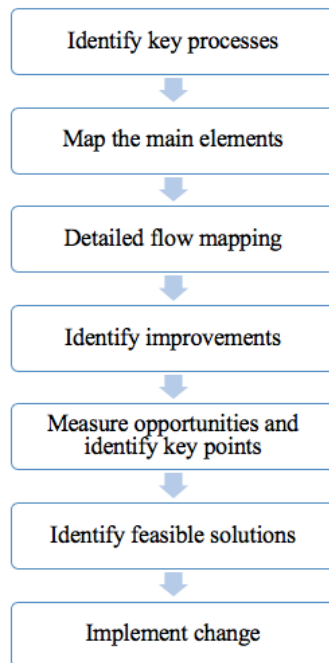 Identify key processes
Map the main elements
Detailed flow mapping
Identify improvements
Measure opportunities and
identify key points
Identify feasible solutions
Implement change